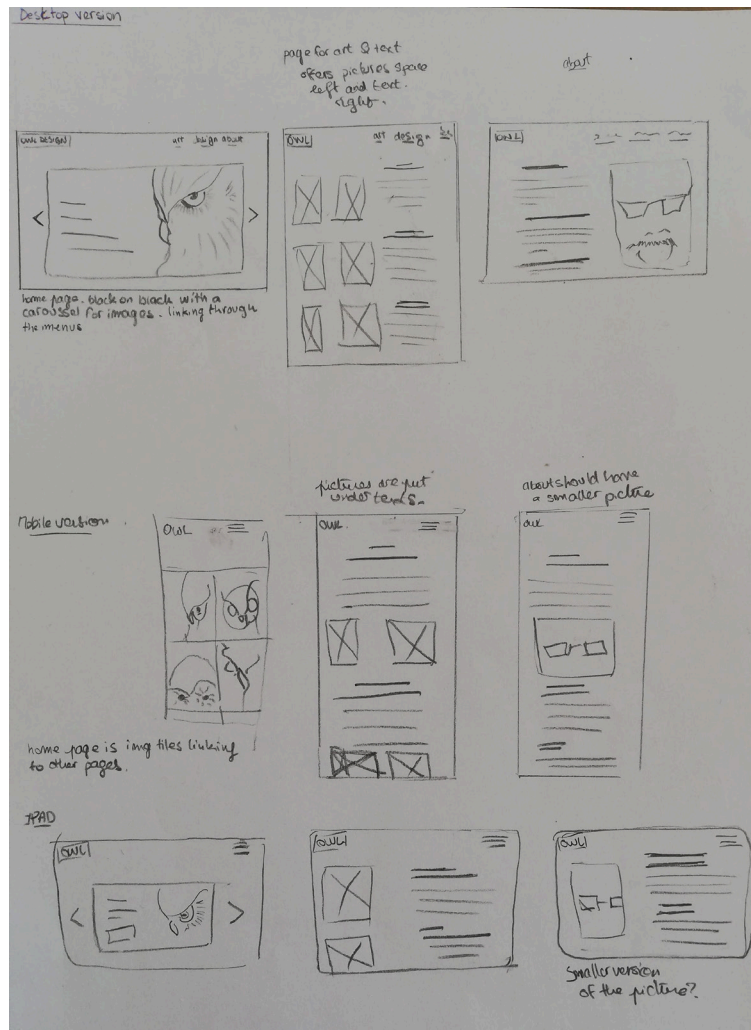 Desktop version
page for art & text
offers pictures space
left and text
right.
about
OWL DESIGN
art design about
OWL
art design
OWL
home page. black on black with a
caroussel for images. linking through
the menus
pictures are put
under
about should have
a smaller picture
Mobile version
OWL
OWL.
OWL
home page is img tiles linking
to other pages.
IPAD
OWL
OWL
OWL
smaller version
of the picture?